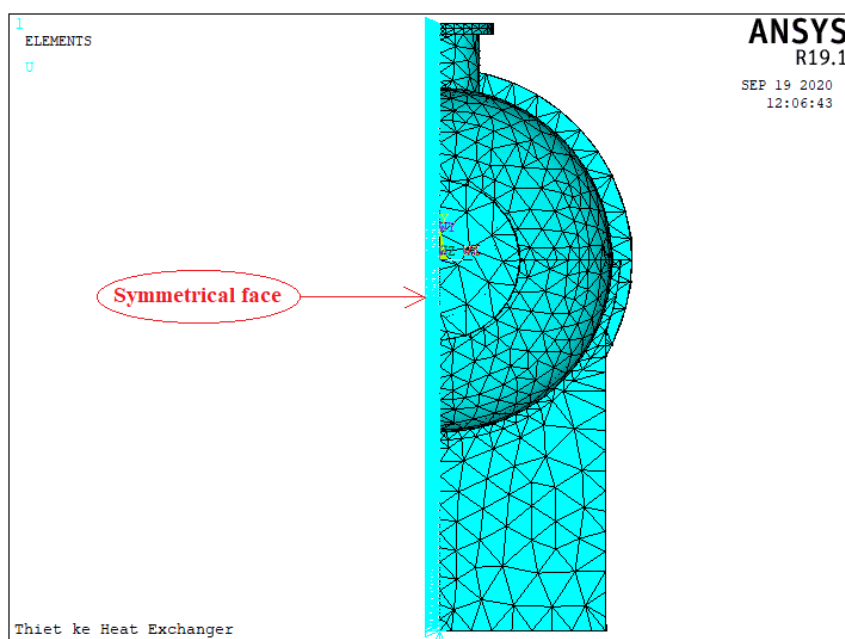 1
ELEMENTS
U
ANSYS
R19.1
SEP 19 2020
12:06:43
Symmetrical face
Thiet ke Heat Exchanger